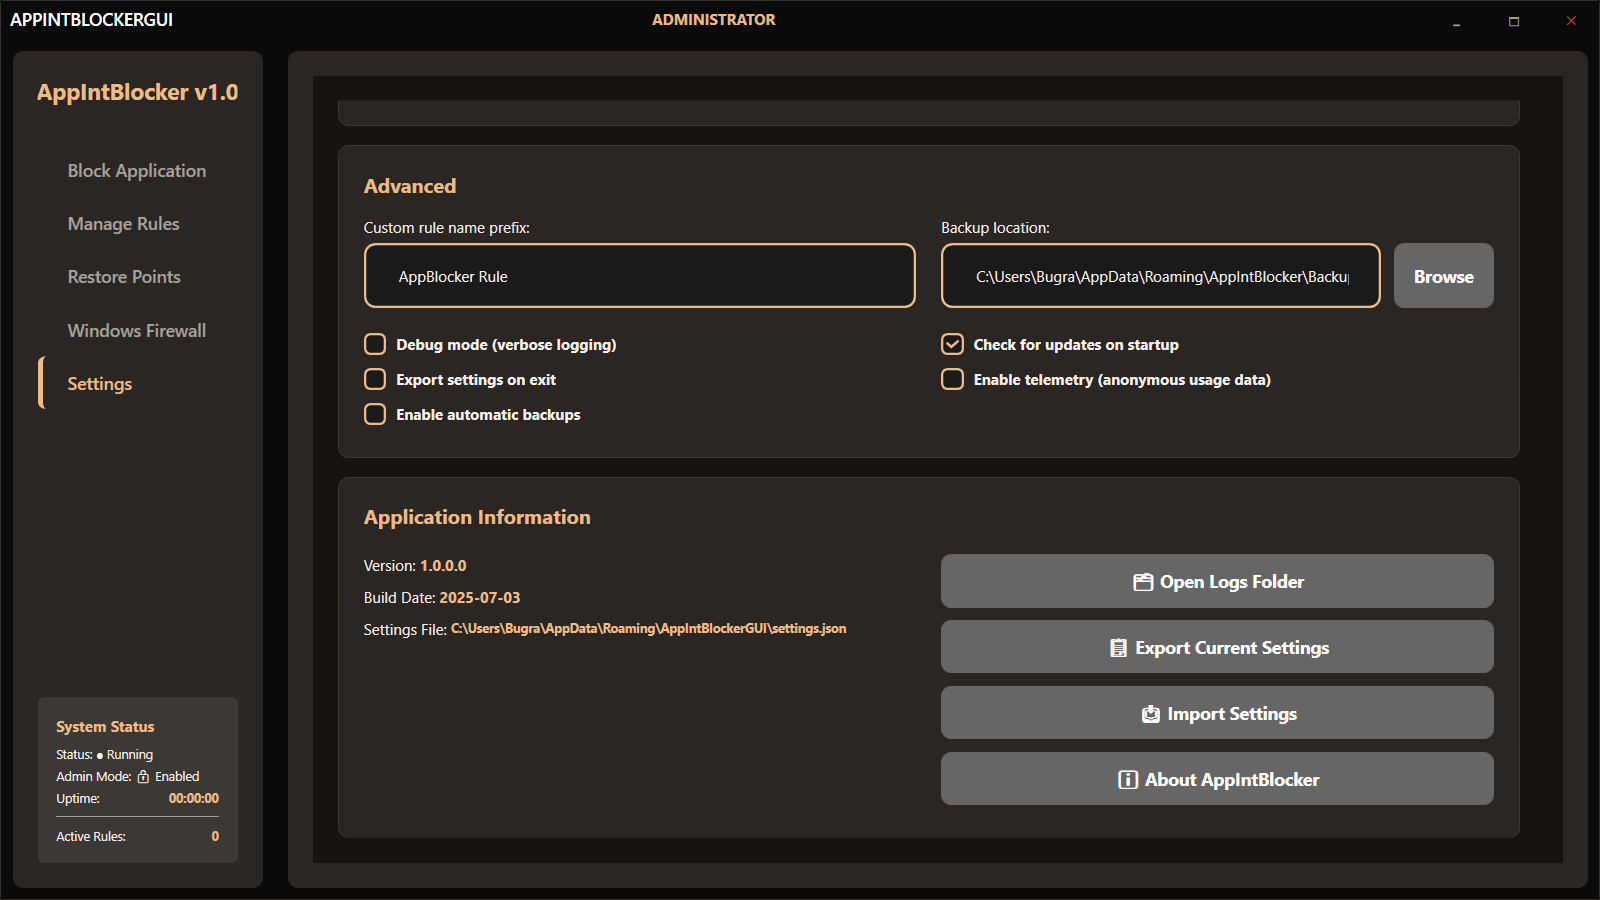 APPINTBLOCKERGUI
ADMINISTRATOR
AppIntBlocker v1.0
Block Application
Manage Rules
Restore Points
Windows Firewall
Settings
System Status
Status: ● Running
Admin Mode: Enabled
Uptime: 00:00:00
Active Rules: 0
Advanced
Custom rule name prefix:
AppBlocker Rule
Backup location:
C:\Users\Bugra\AppData\Roaming\AppIntBlocker\Backup
Browse
Debug mode (verbose logging)
Export settings on exit
Enable automatic backups
Check for updates on startup
Enable telemetry (anonymous usage data)
Application Information
Version: 1.0.0.0
Build Date: 2025-07-03
Settings File: C:\Users\Bugra\AppData\Roaming\AppIntBlockerGUI\settings.json
Open Logs Folder
Export Current Settings
Import Settings
About AppIntBlocker